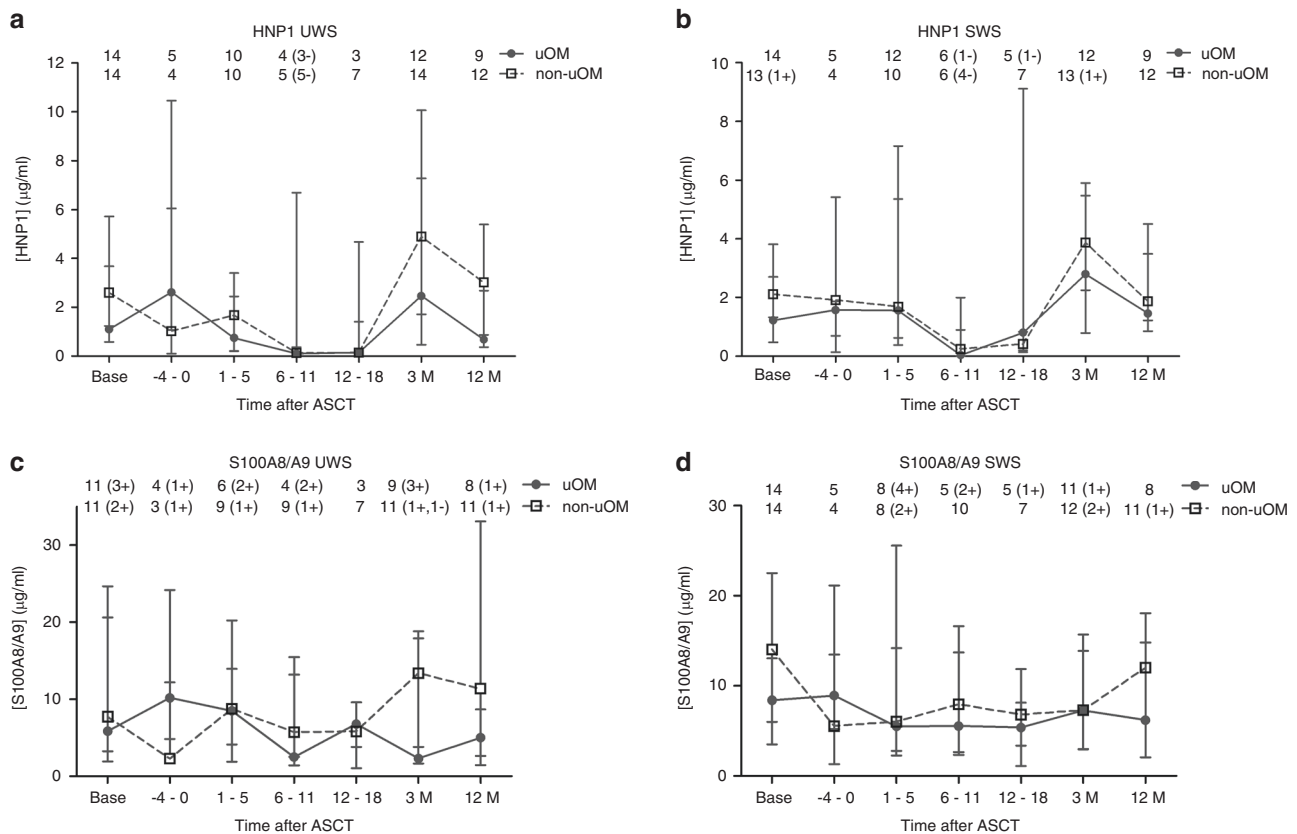 a
HNP1 UWS
14 5 10 4 (3-) 3 12 9 uOM
14 4 10 5 (5-) 7 14 12 non-uOM
12
10
8
6
4
2
0
[HNP1] (μg/ml)
Base -4 - 0 1 - 5 6 - 11 12 - 18 3 M 12 M
Time after ASCT
b
HNP1 SWS
14 5 12 6 (1-) 5 (1-) 12 9 uOM
13 (1+) 4 10 6 (4-) 7 13 (1+) 12 non-uOM
10
8
6
4
2
0
[HNP1] (μg/ml)
Base -4 - 0 1 - 5 6 - 11 12 - 18 3 M 12 M
Time after ASCT
c
S100A8/A9 UWS
11 (3+) 4 (1+) 6 (2+) 4 (2+) 3 9 (3+) 8 (1+) uOM
11 (2+) 3 (1+) 9 (1+) 9 (1+) 7 11 (1+,1-) 11 (1+) non-uOM
30
20
10
0
[S100A8/A9] (μg/ml)
Base -4 - 0 1 - 5 6 - 11 12 - 18 3 M 12 M
Time after ASCT
d
S100A8/A9 SWS
14 5 8 (4+) 5 (2+) 5 (1+) 11 (1+) 8 uOM
14 4 8 (2+) 10 7 12 (2+) 11 (1+) non-uOM
30
20
10
0
[S100A8/A9] (μg/ml)
Base -4 - 0 1 - 5 6 - 11 12 - 18 3 M 12 M
Time after ASCT